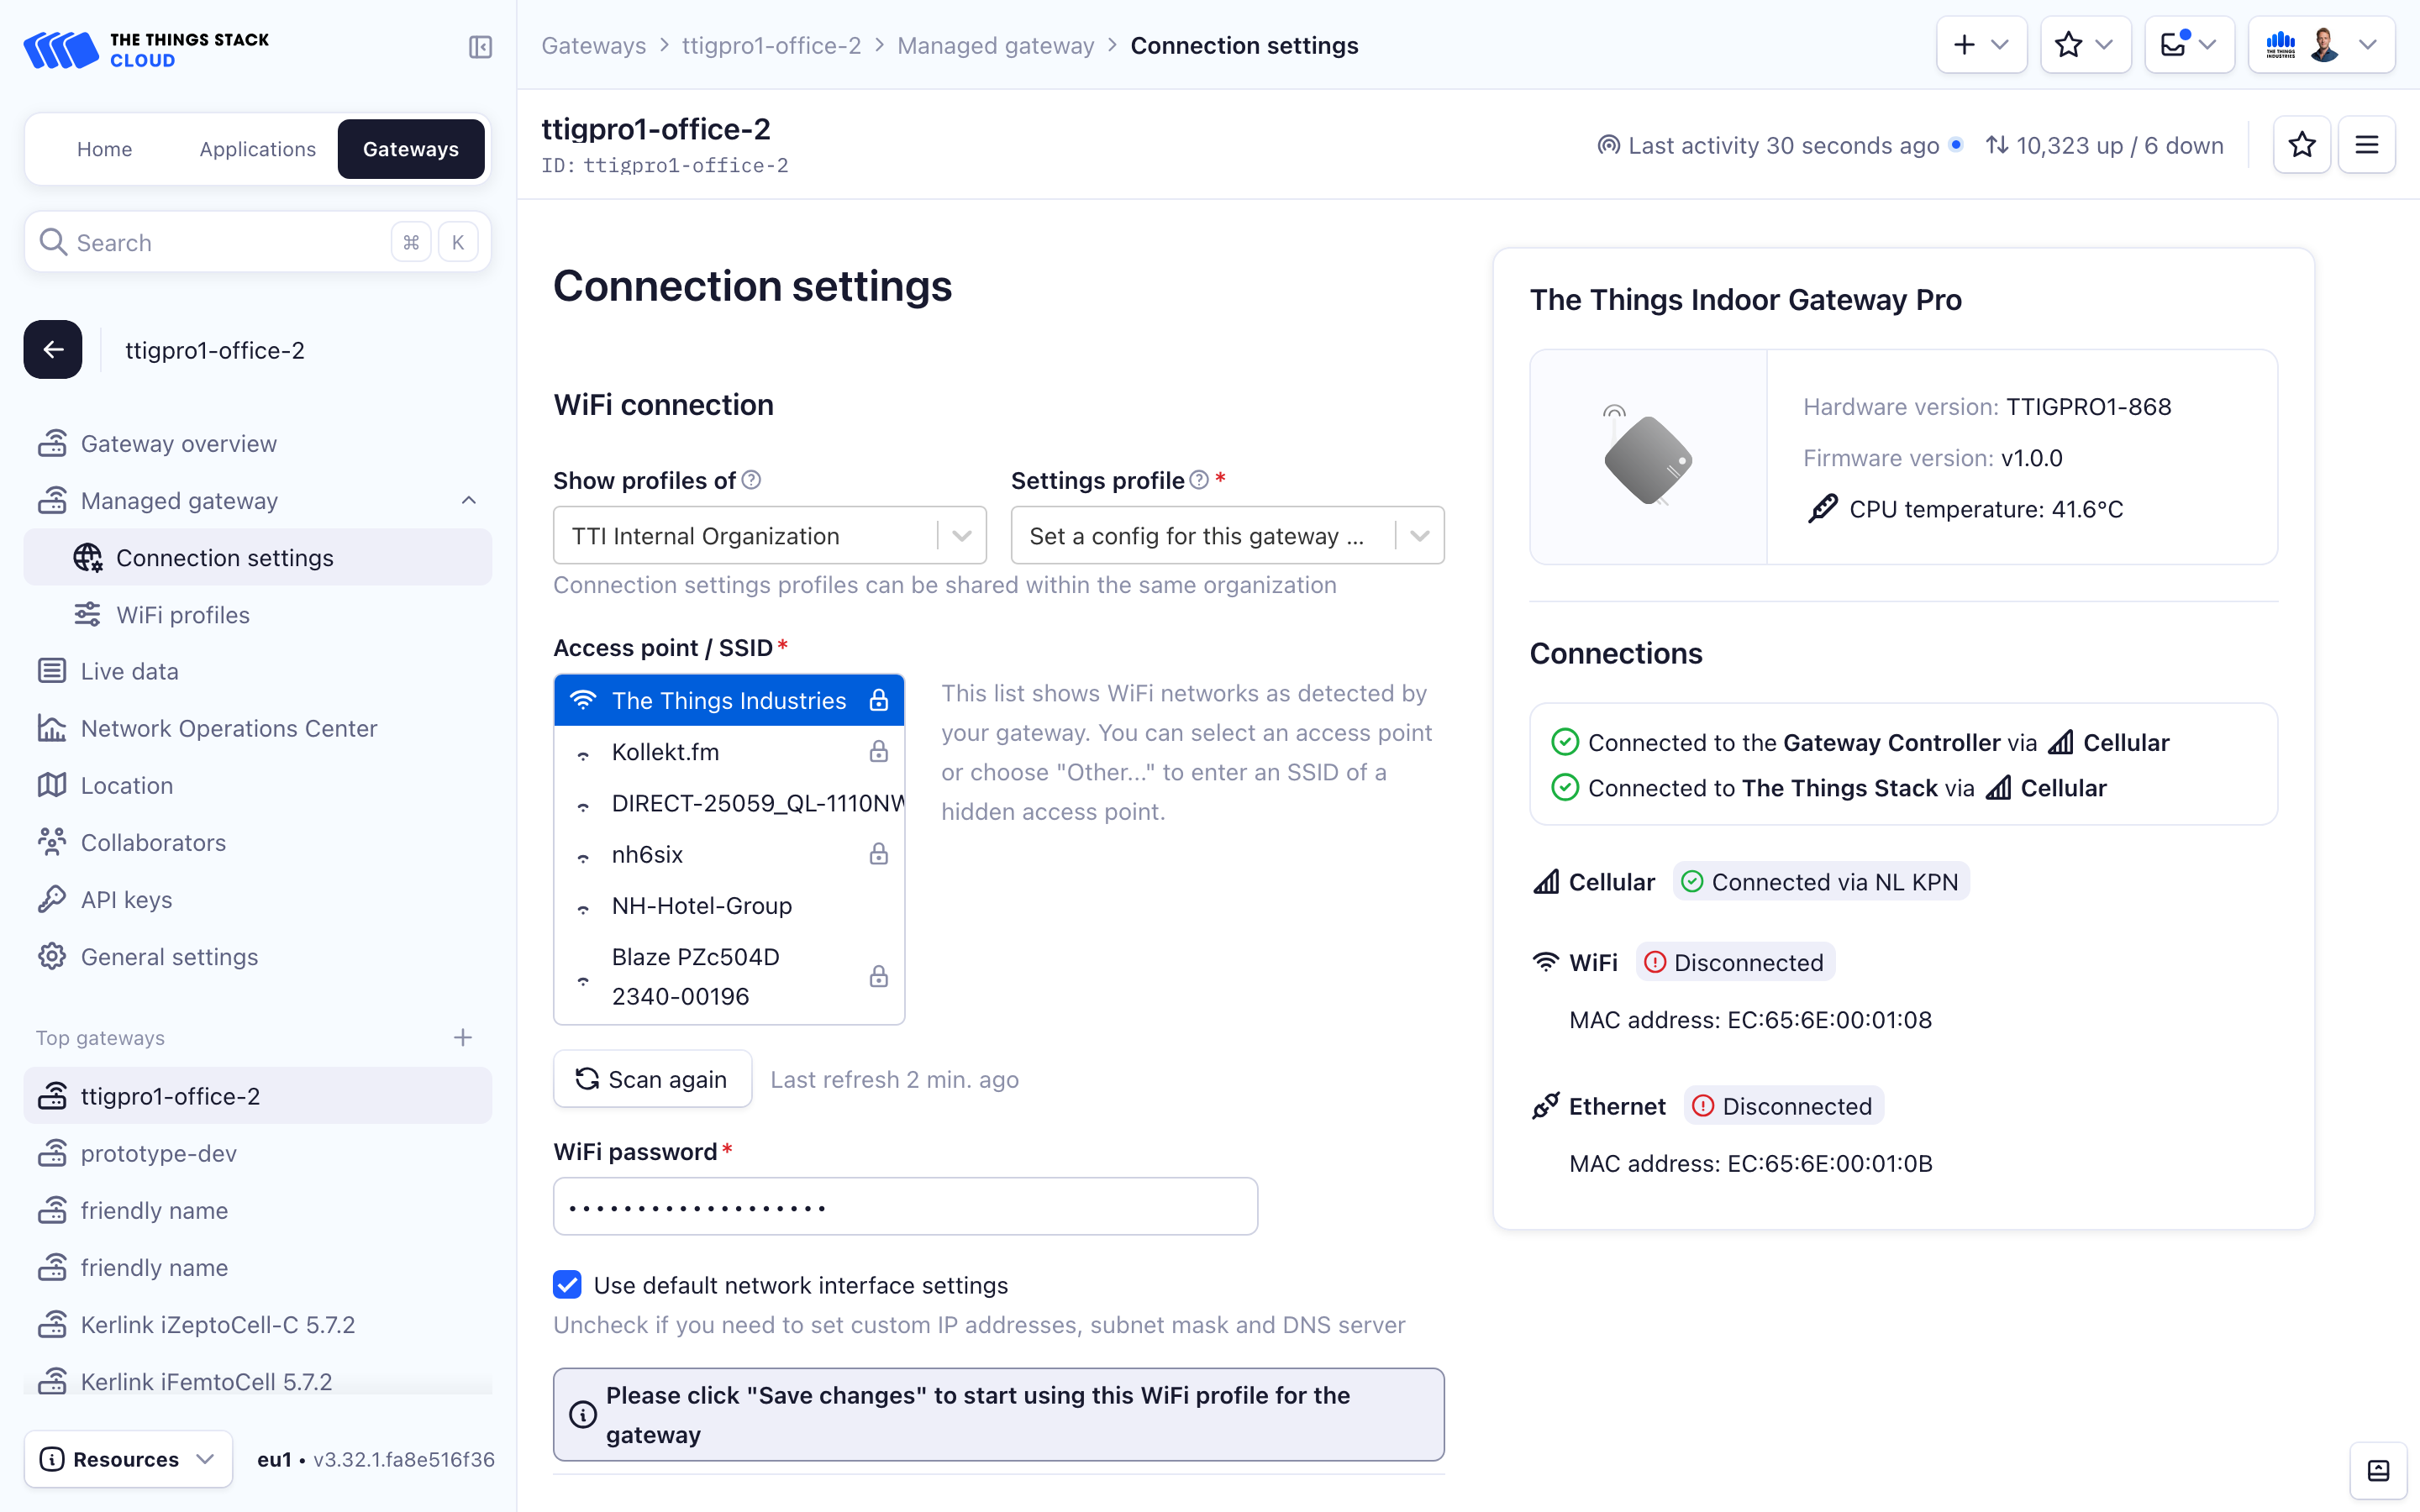 THE THINGS STACK
CLOUD
Home
Applications
Gateways
Search
⌘
K
ttigpro1-office-2
Gateway overview
Managed gateway
Connection settings
WiFi profiles
Live data
Network Operations Center
Location
Collaborators
API keys
General settings
Top gateways
ttigpro1-office-2
prototype-dev
friendly name
friendly name
Kerlink iZeptoCell-C 5.7.2
Kerlink iFemtoCell 5.7.2
Resources
eu1 • v3.32.1.fa8e516f36
Gateways > ttigpro1-office-2 > Managed gateway > Connection settings
THE THINGS
INDUSTRIES
ttigpro1-office-2
ID: ttigpro1-office-2
Last activity 30 seconds ago
10,323 up / 6 down
Connection settings
WiFi connection
Show profiles of
Settings profile *
TTI Internal Organization
Set a config for this gateway ...
Connection settings profiles can be shared within the same organization
Access point / SSID *
The Things Industries
Kollekt.fm
DIRECT-25059_QL-1110NW
nh6six
NH-Hotel-Group
Blaze PZc504D
2340-00196
This list shows WiFi networks as detected by
your gateway. You can select an access point
or choose "Other..." to enter an SSID of a
hidden access point.
Scan again
Last refresh 2 min. ago
WiFi password *
•••••••••••••••••••
Use default network interface settings
Uncheck if you need to set custom IP addresses, subnet mask and DNS server
Please click "Save changes" to start using this WiFi profile for the
gateway
The Things Indoor Gateway Pro
Hardware version: TTIGPRO1-868
Firmware version: v1.0.0
CPU temperature: 41.6°C
Connections
Connected to the Gateway Controller via Cellular
Connected to The Things Stack via Cellular
Cellular
Connected via NL KPN
WiFi
Disconnected
MAC address: EC:65:6E:00:01:08
Ethernet
Disconnected
MAC address: EC:65:6E:00:01:0B